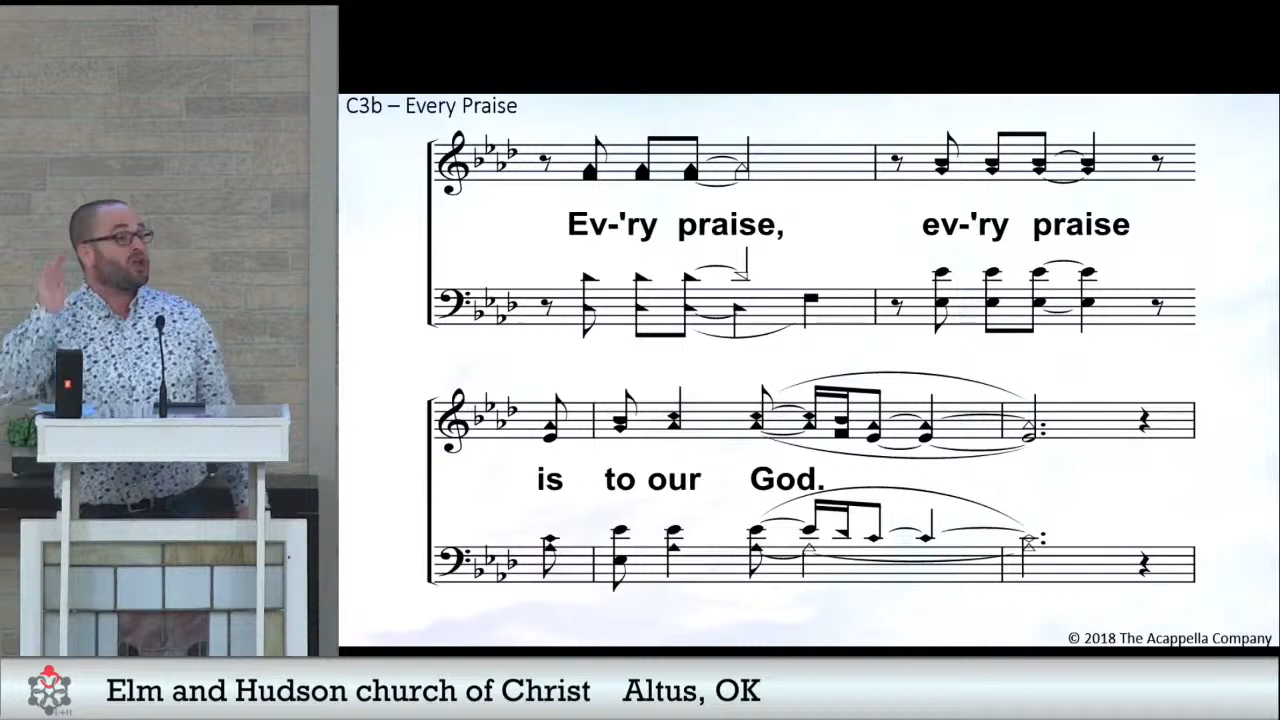 C3b – Every Praise
Ev-'ry praise, ev-'ry praise
is to our God.
© 2018 The Acappella Company
Elm and Hudson church of Christ Altus, OK
E+H